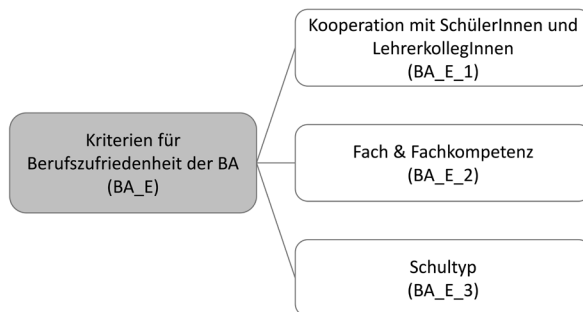 Kooperation mit SchülerInnen und
LehrerkollegInnen
(BA_E_1)
Kriterien für
Berufszufriedenheit der BA
(BA_E)
Fach & Fachkompetenz
(BA_E_2)
Schultyp
(BA_E_3)